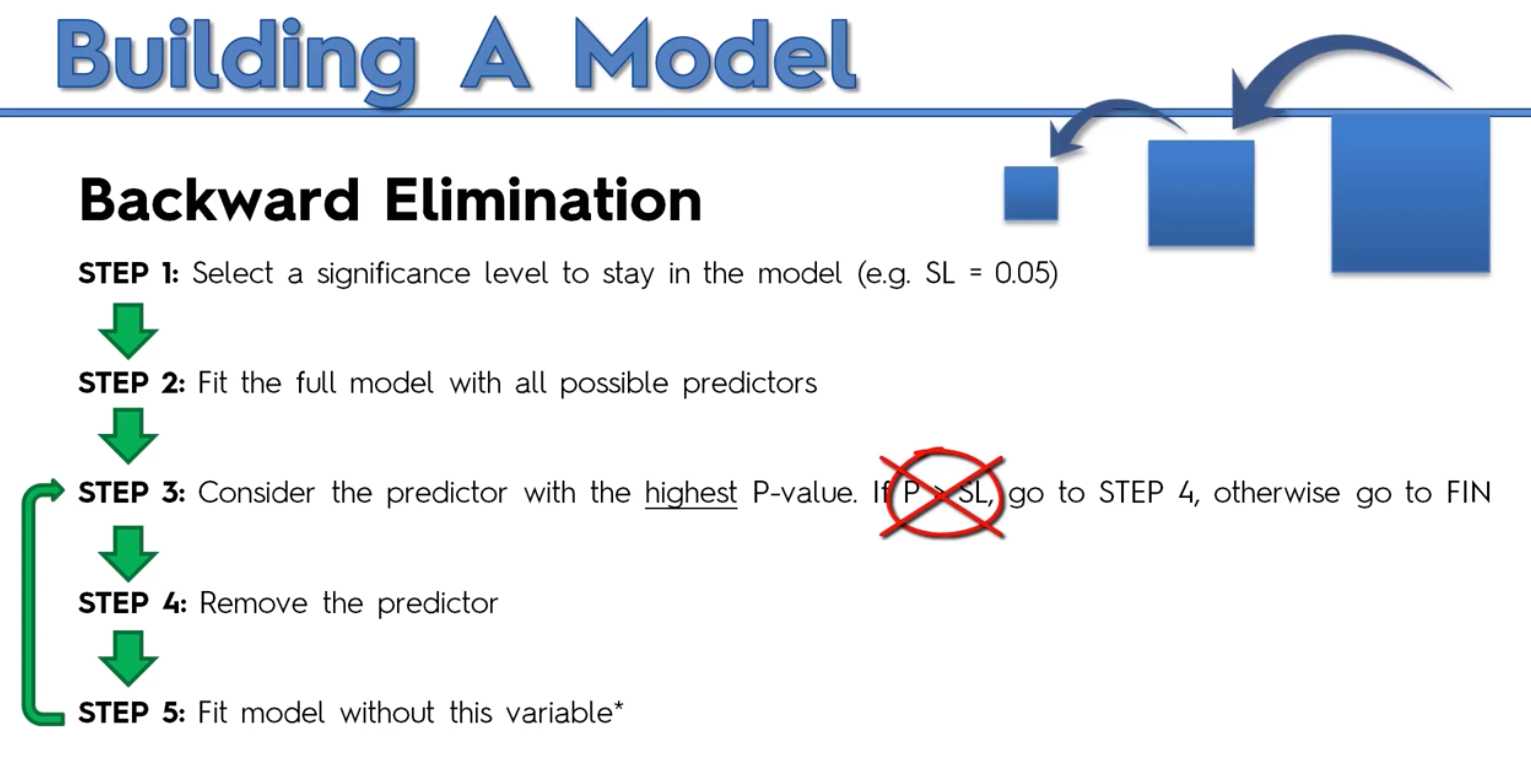 Building A Model
Backward Elimination
STEP 1: Select a significance level to stay in the model (e.g. SL = 0.05)
STEP 2: Fit the full model with all possible predictors
STEP 3: Consider the predictor with the highest P-value. If P > SL, go to STEP 4, otherwise go to FIN
STEP 4: Remove the predictor
STEP 5: Fit model without this variable*